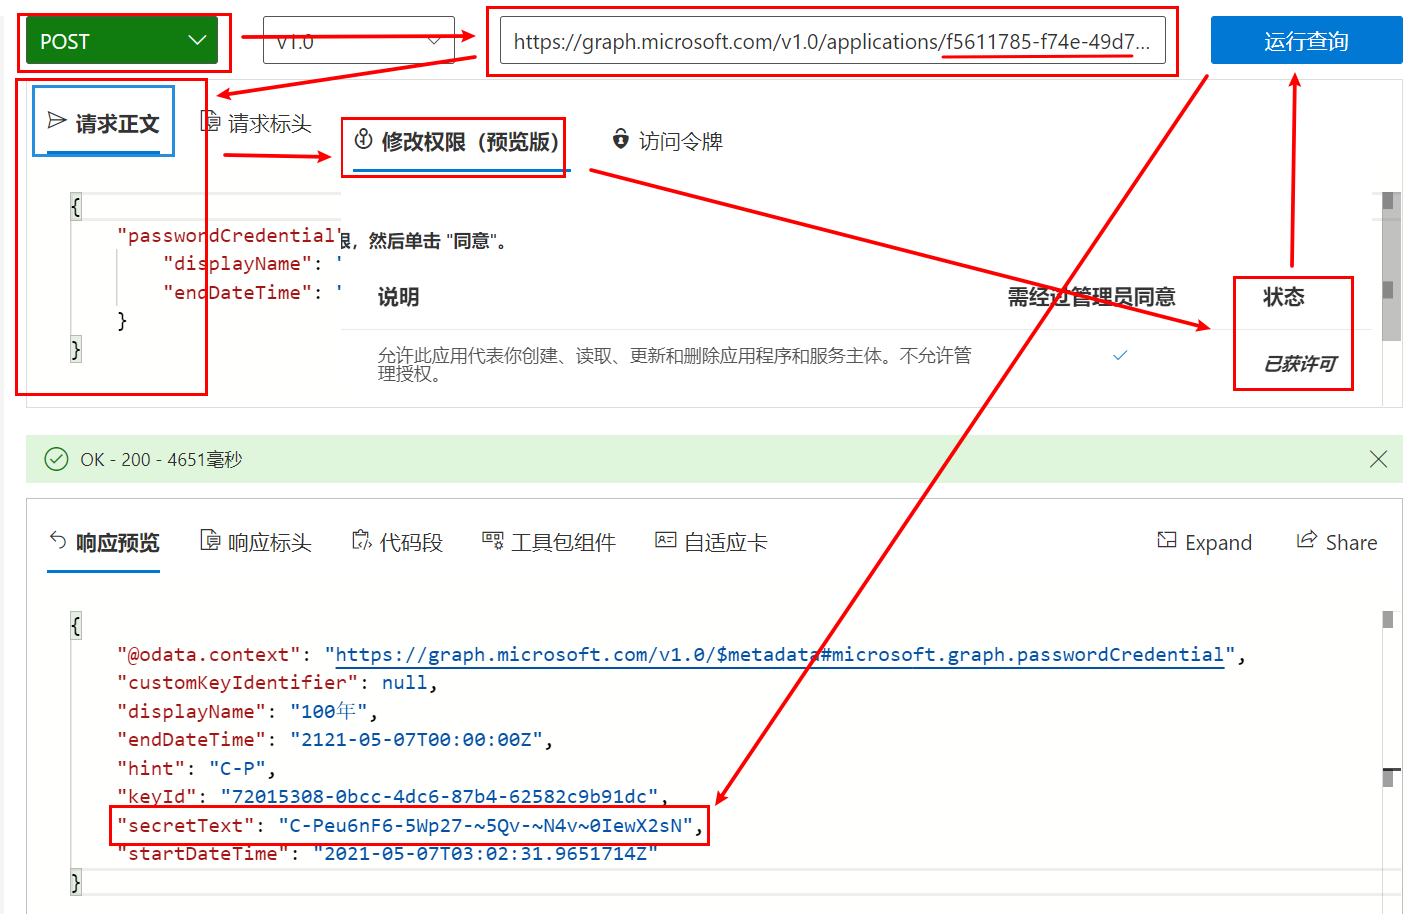 POST
v1.0
https://graph.microsoft.com/v1.0/applications/f5611785-f74e-49d7...
运行查询
请求正文
请求标头
修改权限（预览版）
访问令牌
{
"passwordCredential"
限，然后单击 "同意"。
"displayName": "
"endDateTime": "
}
}
说明
需经过管理员同意
状态
允许此应用代表你创建、读取、更新和删除应用程序和服务主体。不允许管
理授权。
已获许可
OK - 200 - 4651毫秒
响应预览
响应标头
代码段
工具包组件
自适应卡
Expand
Share
{
"@odata.context": "https://graph.microsoft.com/v1.0/$metadata#microsoft.graph.passwordCredential",
"customKeyIdentifier": null,
"displayName": "100年",
"endDateTime": "2121-05-07T00:00:00Z",
"hint": "C-P",
"keyId": "72015308-0bcc-4dc6-87b4-62582c9b91dc",
"secretText": "C-Peu6nF6-5Wp27-~5Qv-~N4v~0IewX2sN",
"startDateTime": "2021-05-07T03:02:31.9651714Z"
}